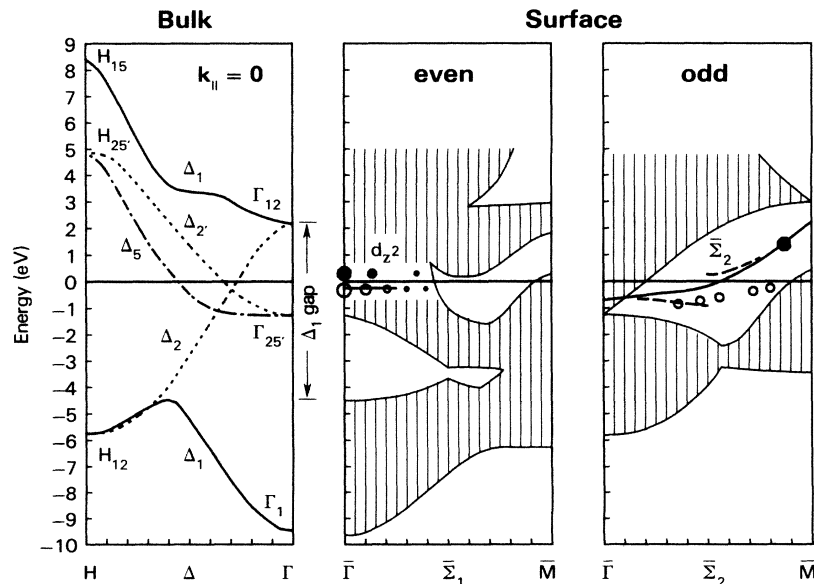 Bulk
Surface
k|| = 0
even
odd
Energy (eV)
9
8
7
6
5
4
3
2
1
0
−1
−2
−3
−4
−5
−6
−7
−8
−9
−10
H15
H25′
Δ1
Γ12
Δ2′
Δ5
Γ25′
Δ2
H12
Δ1
Γ1
Δ1 gap
dz2
Σ̄2
H
Δ
Γ
Γ̄
Σ̄1
M̄
Γ̄
Σ̄2
M̄